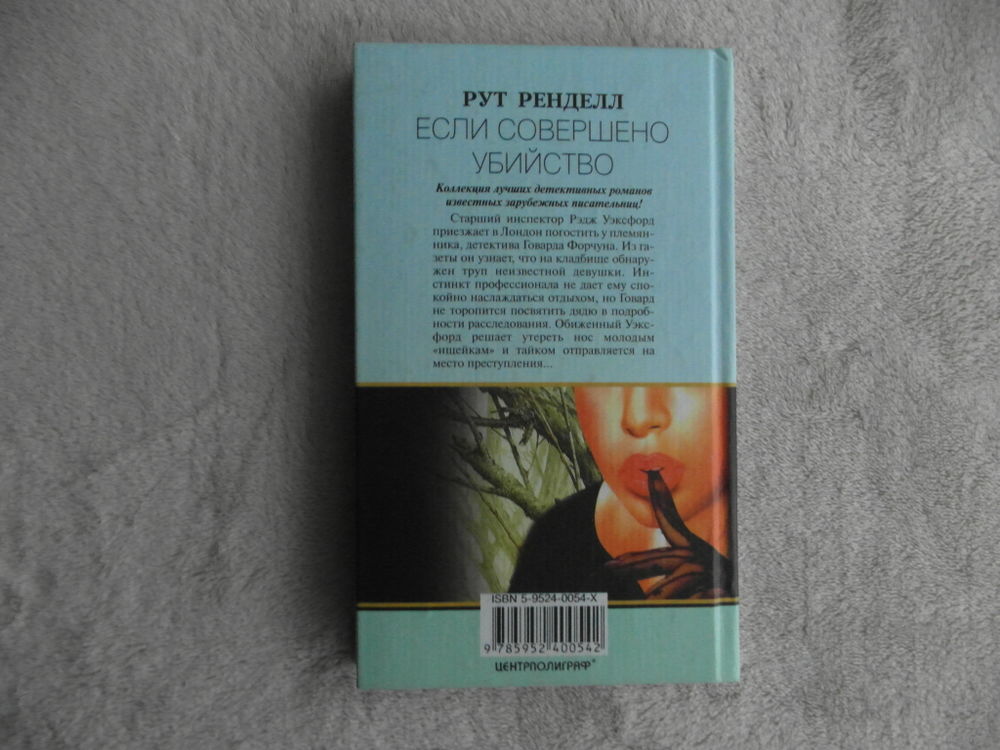 РУТ РЕНДЕЛЛ
ЕСЛИ СОВЕРШЕНО
УБИЙСТВО
Коллекция лучших детективных романов
известных зарубежных писательниц!
Старший инспектор Рэдж Уэксфорд
приезжает в Лондон погостить у племян-
ника, детектива Говарда Форчуна. Из га-
зеты он узнает, что на кладбище обнару-
жен труп неизвестной девушки. Ин-
стинкт профессионала не дает ему спо-
койно наслаждаться отдыхом, но Говард
не торопится посвятить дядю в подроб-
ности расследования. Обиженный Уэкс-
форд решает утереть нос молодым
«ищейкам» и тайком отправляется на
место преступления...
ISBN 5-9524-0054-X
9 785952 400542
ЦЕНТРПОЛИГРАФ®